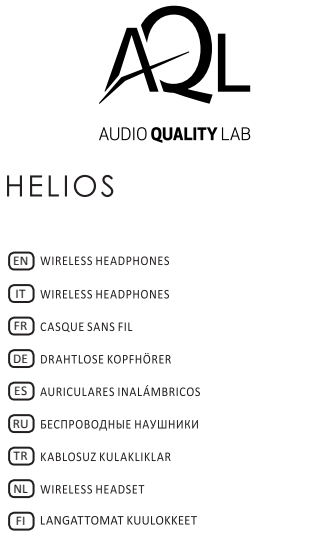 AQL
AUDIO QUALITY LAB
HELIOS
EN WIRELESS HEADPHONES
IT WIRELESS HEADPHONES
FR CASQUE SANS FIL
DE DRAHTLOSE KOPFHÖRER
ES AURICULARES INALÁMBRICOS
RU БЕСПРОВОДНЫЕ НАУШНИКИ
TR KABLOSUZ KULAKLIKLAR
NL WIRELESS HEADSET
FI LANGATTOMAT KUULOKKEET